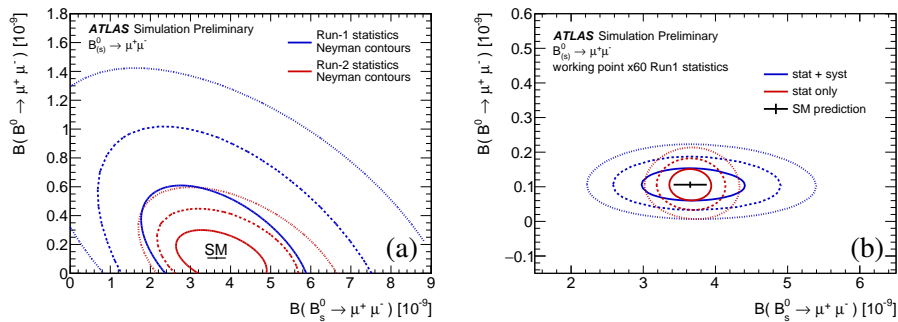 ATLAS Simulation Preliminary
B⁰₍ₛ₎ → μ⁺μ⁻
Run-1 statistics
Neyman contours
Run-2 statistics
Neyman contours
B( B⁰ → μ⁺ μ⁻ ) [10⁻⁹]
1.8
1.6
1.4
1.2
1
0.8
0.6
0.4
0.2
0
SM
(a)
0 1 2 3 4 5 6 7 8 9
B( B⁰ₛ → μ⁺ μ⁻ ) [10⁻⁹]
ATLAS Simulation Preliminary
B⁰₍ₛ₎ → μ⁺μ⁻
working point x60 Run1 statistics
stat + syst
stat only
SM prediction
B( B⁰ → μ⁺ μ⁻ ) [10⁻⁹]
0.6
0.5
0.4
0.3
0.2
0.1
0
−0.1
(b)
2 3 4 5 6
B( B⁰ₛ → μ⁺ μ⁻ ) [10⁻⁹]